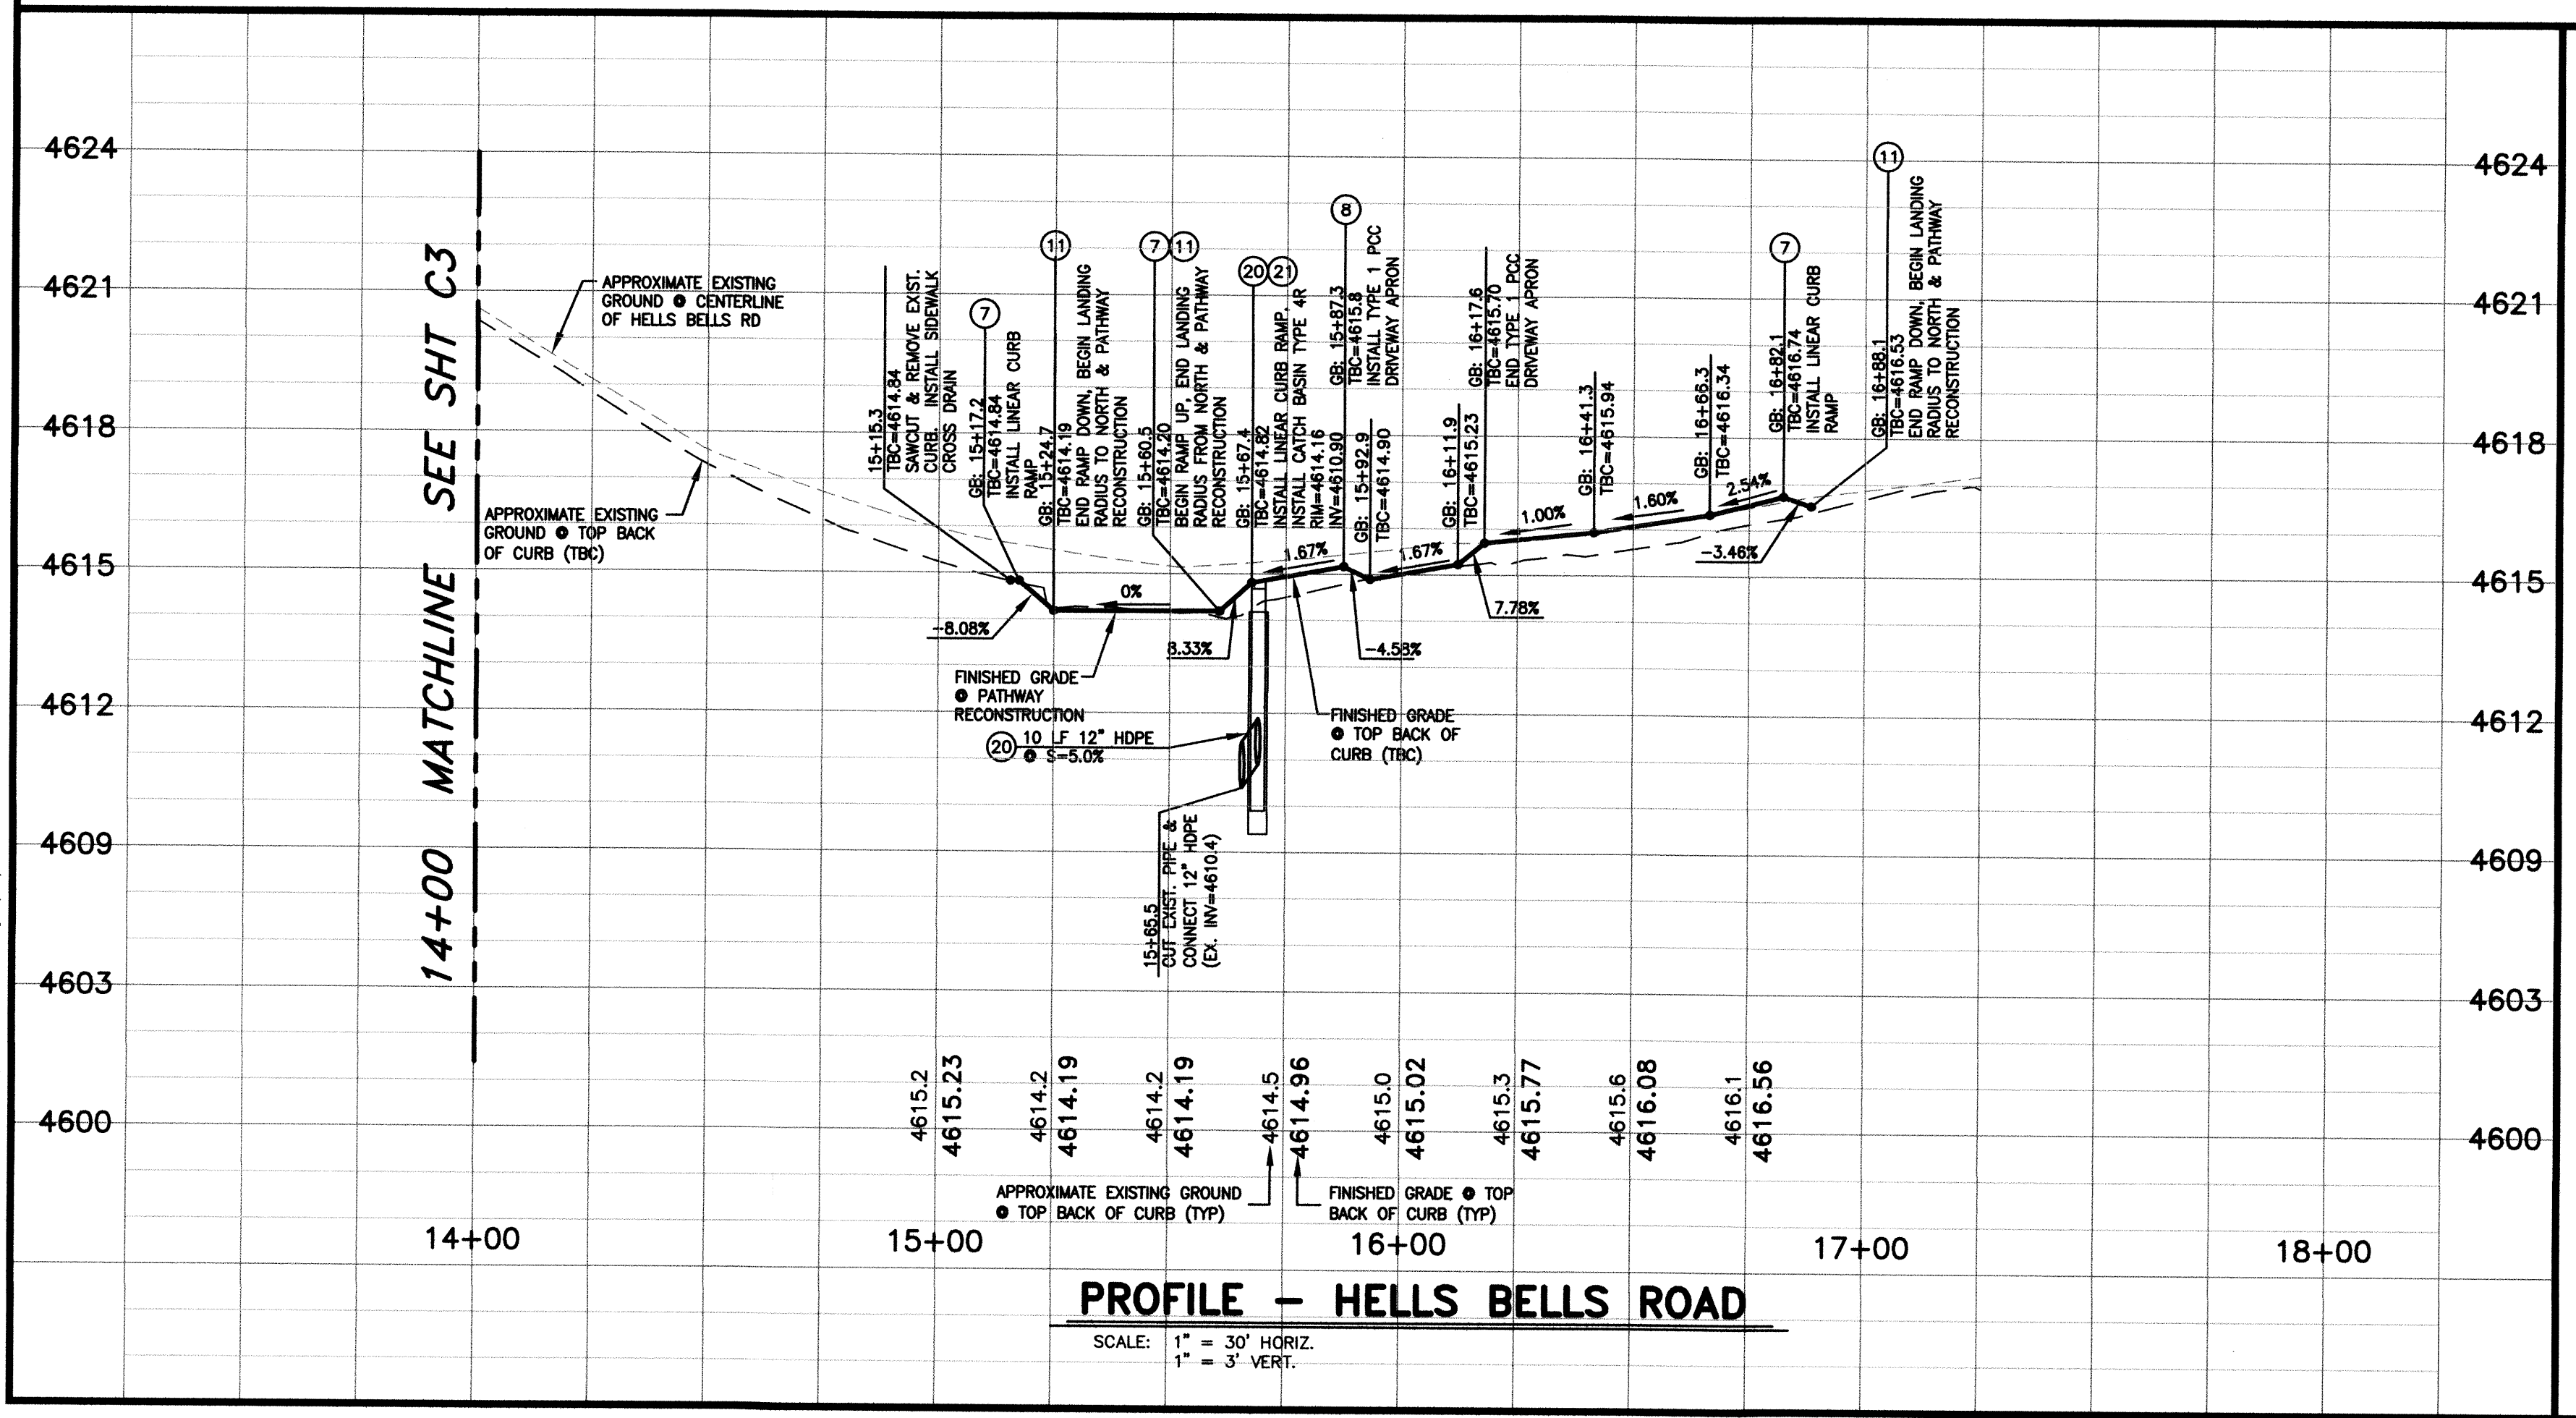 4624
4621
4618
4615
4612
4609
4603
4600
4624
4621
4618
4615
4612
4609
4603
4600
14+00 MATCHLINE SEE SHT C3
APPROXIMATE EXISTING
GROUND @ CENTERLINE
OF HELLS BELLS RD
APPROXIMATE EXISTING
GROUND @ TOP BACK
OF CURB (TBC)
15+15.3
TBC=4614.84
SAWCUT & REMOVE EXIST.
CURB. INSTALL SIDEWALK
CROSS DRAIN
7
GB: 15+17.2
TBC=4614.84
INSTALL LINEAR CURB
RAMP
11
GB: 15+24.7
TBC=4614.19
END RAMP DOWN, BEGIN LANDING
RADIUS TO NORTH & PATHWAY
RECONSTRUCTION
7 11
GB: 15+60.5
TBC=4614.20
BEGIN RAMP UP, END LANDING
RADIUS FROM NORTH & PATHWAY
RECONSTRUCTION
20 21
GB: 15+67.4
TBC=4614.82
INSTALL LINEAR CURB RAMP,
INSTALL CATCH BASIN TYPE 4R
RIM=4614.16
INV=4610.90
8
GB: 15+87.3
TBC=4615.8
INSTALL TYPE 1 PCC
DRIVEWAY APRON
GB: 15+92.9
TBC=4614.90
GB: 16+11.9
TBC=4615.23
GB: 16+17.6
TBC=4615.70
END TYPE 1 PCC
DRIVEWAY APRON
GB: 16+41.3
TBC=4615.94
GB: 16+66.3
TBC=4616.34
7
GB: 16+82.1
TBC=4616.74
INSTALL LINEAR CURB
RAMP
11
GB: 16+88.1
TBC=4616.53
END RAMP DOWN, BEGIN LANDING
RADIUS TO NORTH & PATHWAY
RECONSTRUCTION
-8.08%
0%
8.33%
1.67%
-4.58%
1.67%
7.78%
1.00%
1.60%
2.54%
-3.46%
FINISHED GRADE
@ PATHWAY
RECONSTRUCTION
20 10 LF 12" HDPE
@ S=5.0%
FINISHED GRADE
@ TOP BACK OF
CURB (TBC)
15+65.5
CUT EXIST. PIPE &
CONNECT 12" HDPE
(EX. INV=4610.4)
4615.2
4615.23
4614.2
4614.19
4614.2
4614.19
4614.5
4614.96
4615.0
4615.02
4615.3
4615.77
4615.6
4616.08
4616.1
4616.56
APPROXIMATE EXISTING GROUND
@ TOP BACK OF CURB (TYP)
FINISHED GRADE @ TOP
BACK OF CURB (TYP)
14+00
15+00
16+00
17+00
18+00
PROFILE - HELLS BELLS ROAD
SCALE: 1" = 30' HORIZ.
1" = 3' VERT.